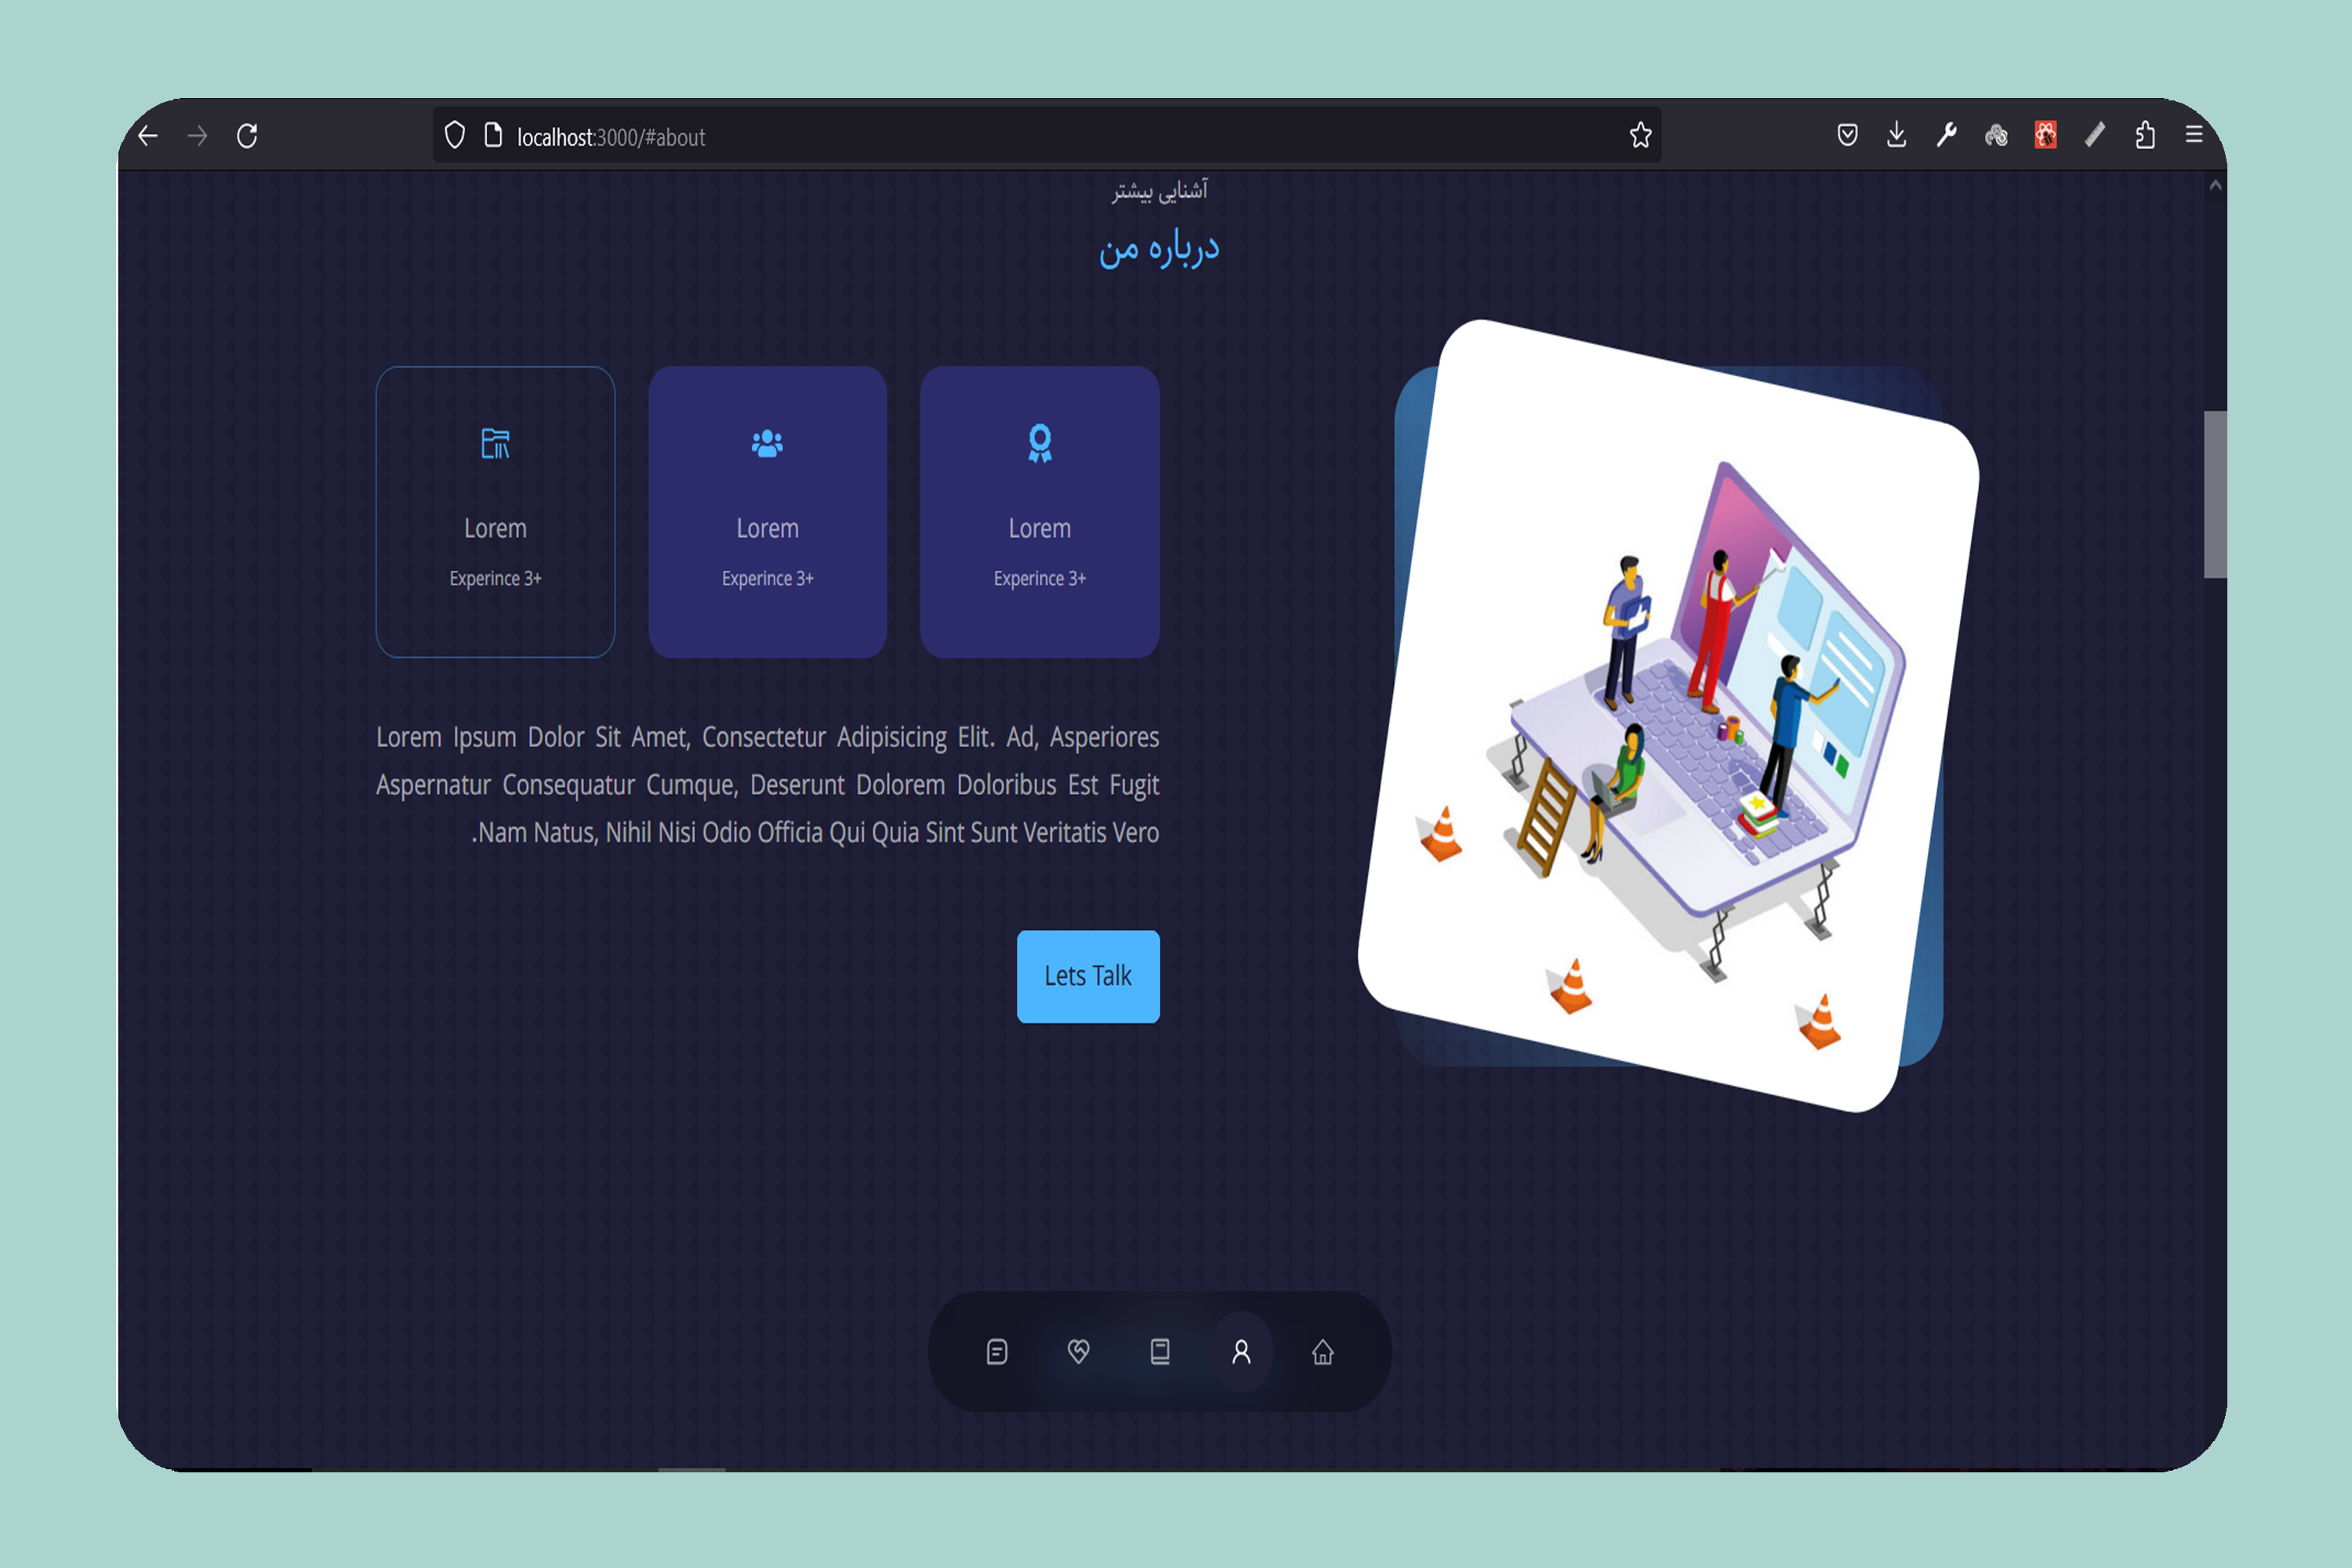 localhost:3000/#about
آشنایی بیشتر
درباره من
Lorem
Experince 3+
Lorem
Experince 3+
Lorem
Experince 3+
Lorem Ipsum Dolor Sit Amet, Consectetur Adipisicing Elit. Ad, Asperiores
Aspernatur Consequatur Cumque, Deserunt Dolorem Doloribus Est Fugit
.Nam Natus, Nihil Nisi Odio Officia Qui Quia Sint Sunt Veritatis Vero
Lets Talk